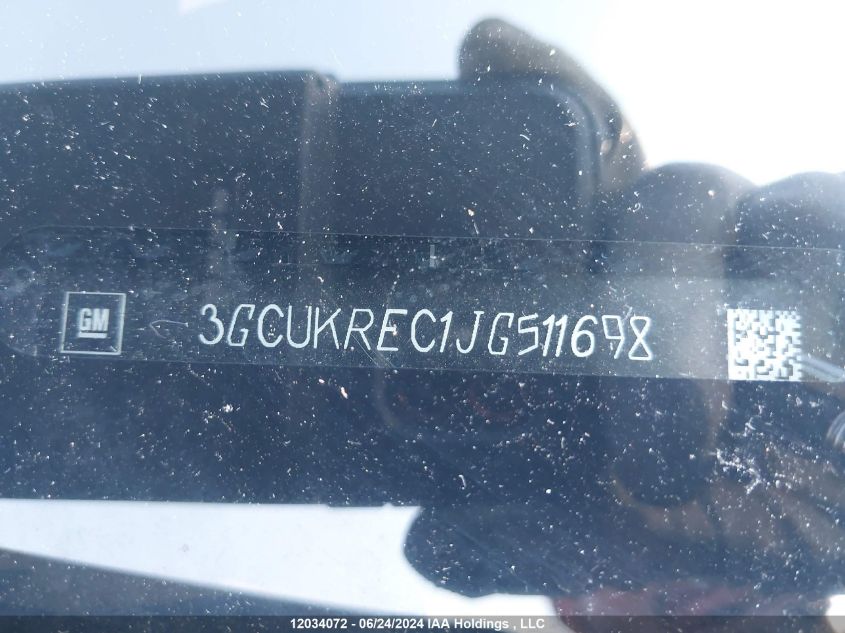 GM
3GCUKREC1JG511698
12034072 - 06/24/2024 IAA Holdings , LLC